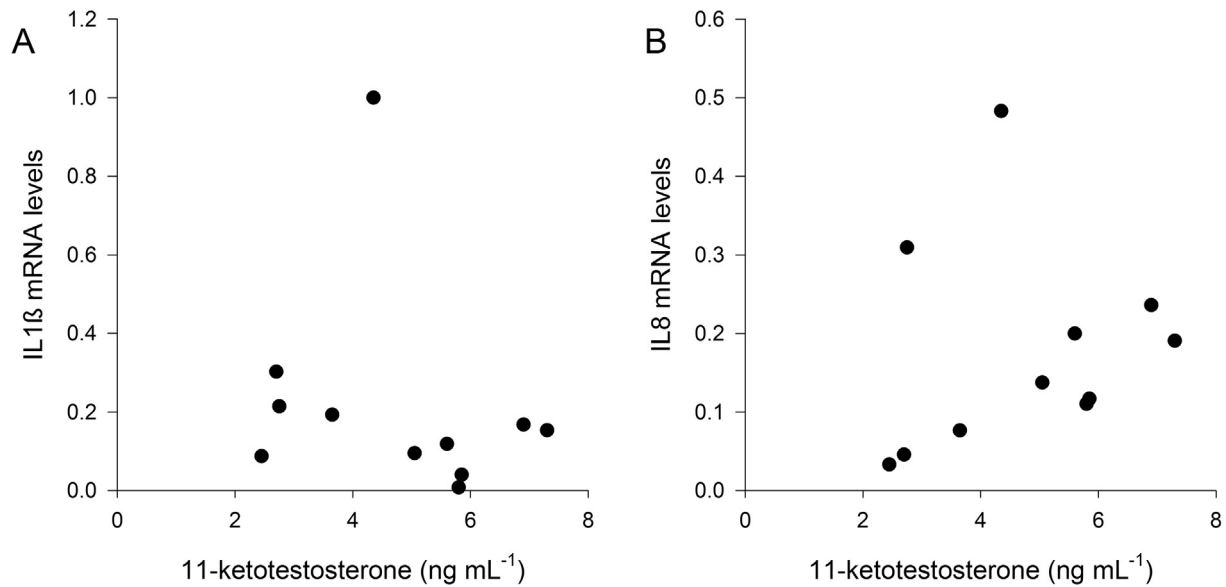 A
IL1ß mRNA levels
1.2
1.0
0.8
0.6
0.4
0.2
0.0
0 2 4 6 8
11-ketotestosterone (ng mL⁻¹)
B
IL8 mRNA levels
0.6
0.5
0.4
0.3
0.2
0.1
0.0
0 2 4 6 8
11-ketotestosterone (ng mL⁻¹)